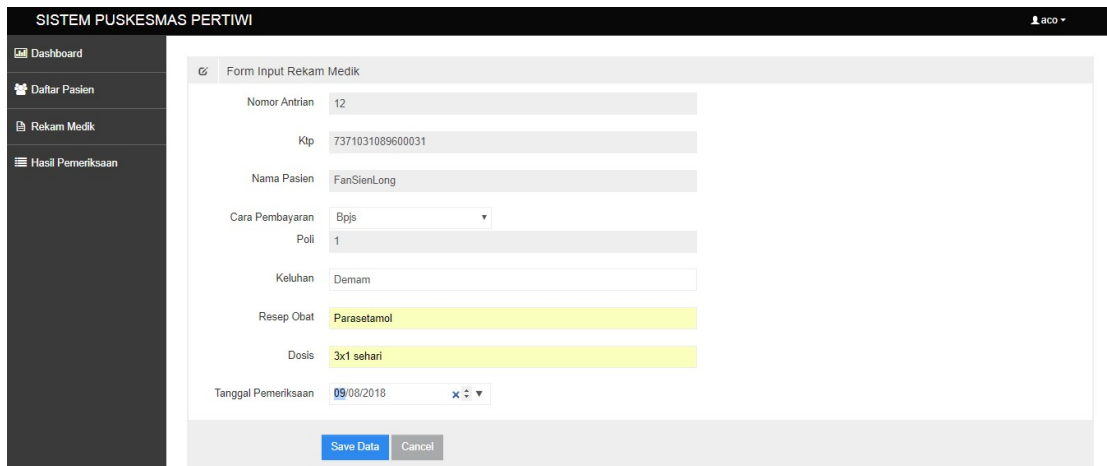 SISTEM PUSKESMAS PERTIWI aco
Dashboard
Daftar Pasien
Rekam Medik
Hasil Pemeriksaan
Form Input Rekam Medik
Nomor Antrian 12
Ktp 7371031089600031
Nama Pasien FanSienLong
Cara Pembayaran Bpjs
Poli 1
Keluhan Demam
Resep Obat Parasetamol
Dosis 3x1 sehari
Tanggal Pemeriksaan 09/08/2018
Save Data Cancel